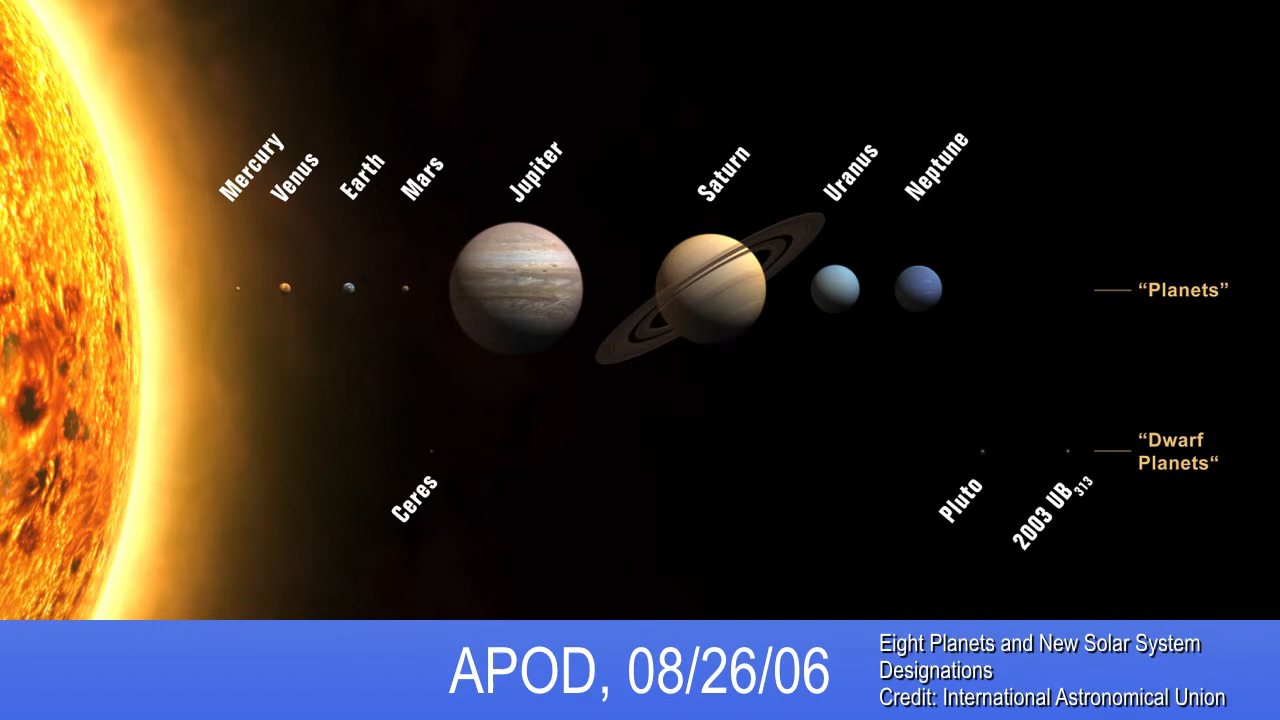 Mercury
Venus
Earth
Mars
Jupiter
Saturn
Uranus
Neptune
“Planets”
“Dwarf
Planets“
Ceres
Pluto
2003 UB313
APOD, 08/26/06
Eight Planets and New Solar System
Designations
Credit: International Astronomical Union